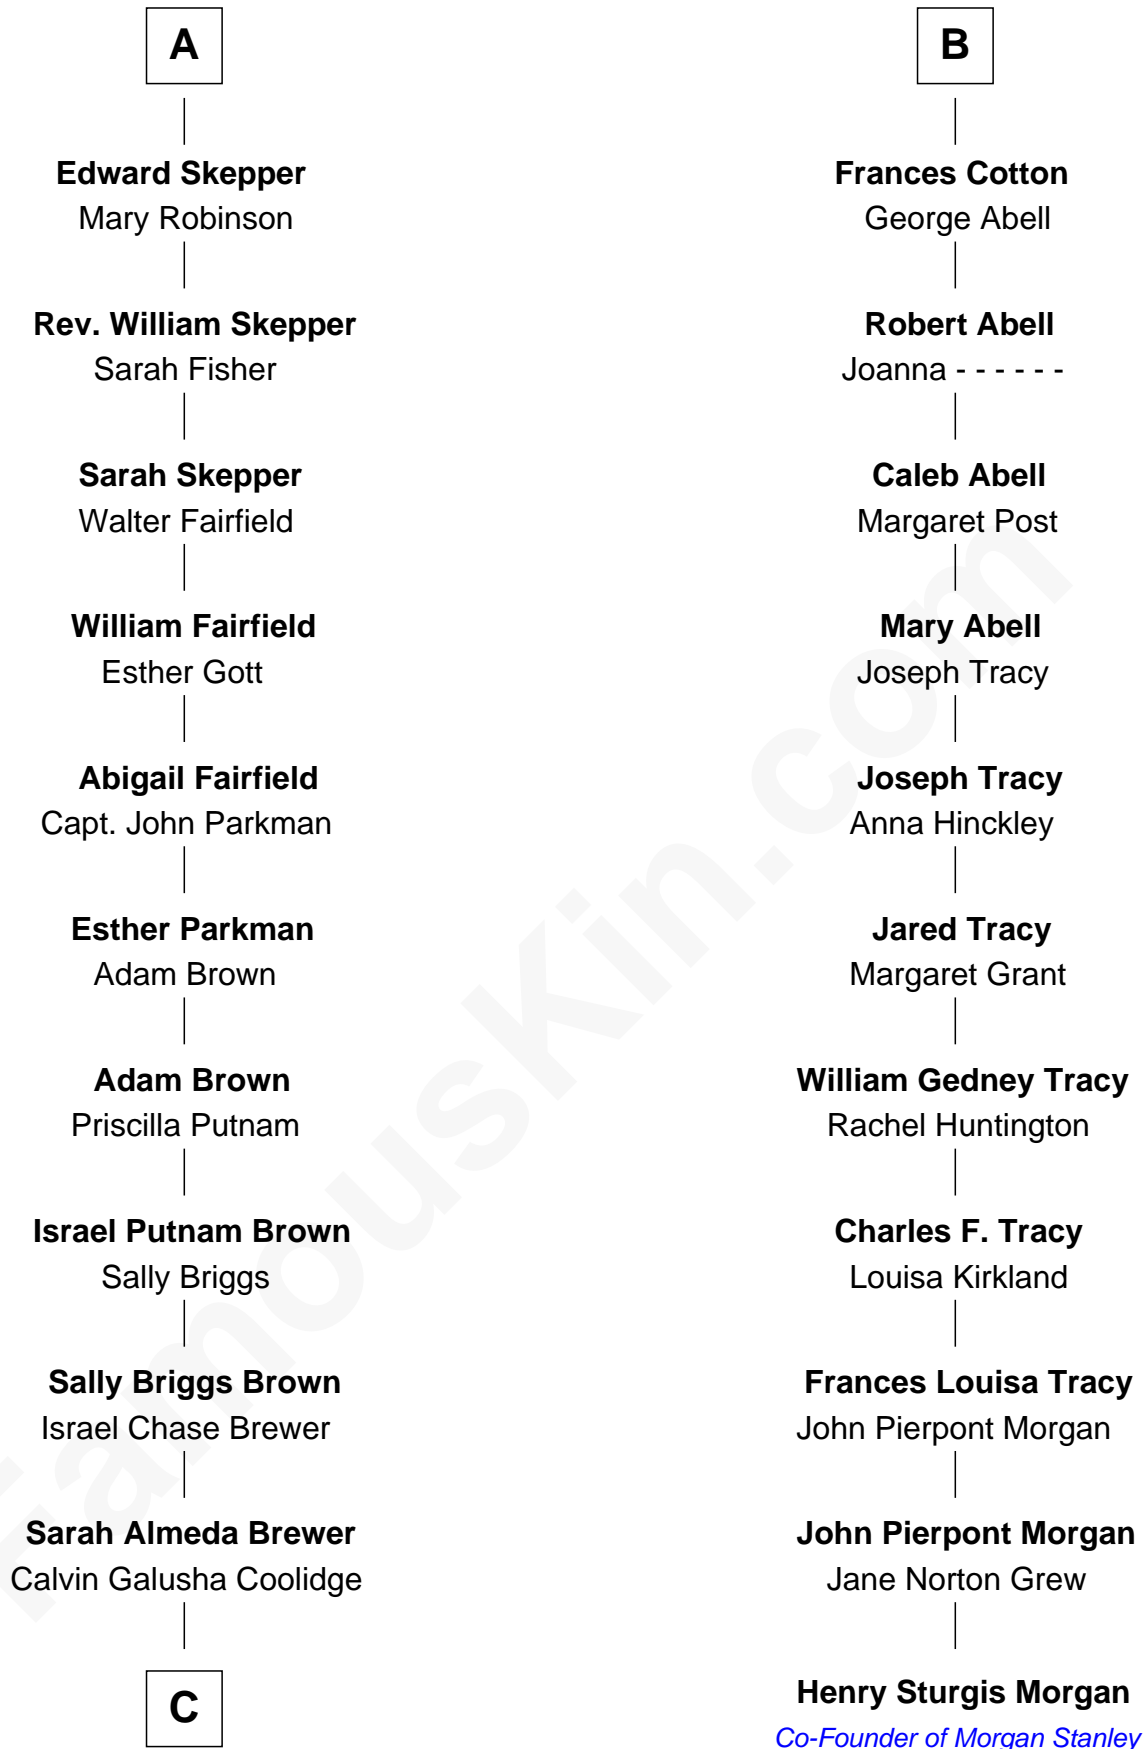 A
Edward Skepper
Mary Robinson
Rev. William Skepper
Sarah Fisher
Sarah Skepper
Walter Fairfield
William Fairfield
Esther Gott
Abigail Fairfield
Capt. John Parkman
Esther Parkman
Adam Brown
Adam Brown
Priscilla Putnam
Israel Putnam Brown
Sally Briggs
Sally Briggs Brown
Israel Chase Brewer
Sarah Almeda Brewer
Calvin Galusha Coolidge
C
B
Frances Cotton
George Abell
Robert Abell
Joanna - - - - - -
Caleb Abell
Margaret Post
Mary Abell
Joseph Tracy
Joseph Tracy
Anna Hinckley
Jared Tracy
Margaret Grant
William Gedney Tracy
Rachel Huntington
Charles F. Tracy
Louisa Kirkland
Frances Louisa Tracy
John Pierpont Morgan
John Pierpont Morgan
Jane Norton Grew
Henry Sturgis Morgan
Co-Founder of Morgan Stanley
FamousKin.com